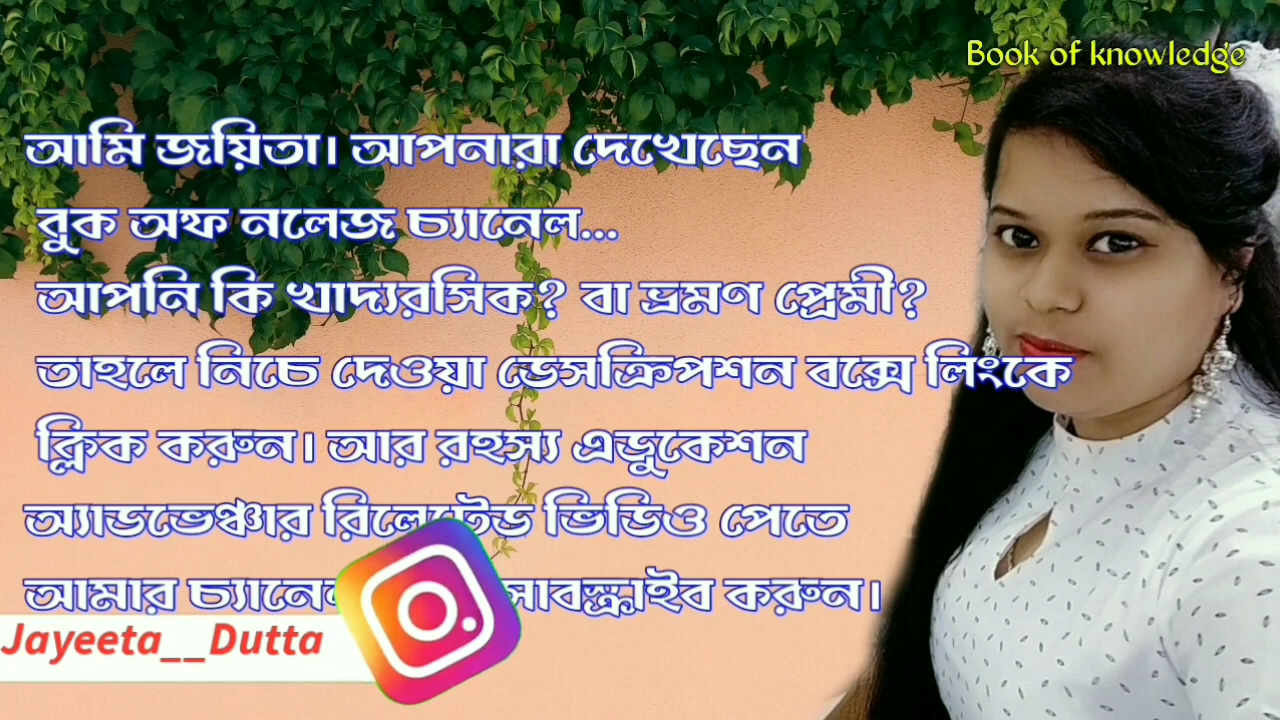 Book of knowledge
আমি জয়িতা। আপনারা দেখেছেন
বুক অফ নলেজ চ্যানেল...
আপনি কি খাদ্যরসিক? বা ভ্রমণ প্রেমী?
তাহলে নিচে দেওয়া ডেসক্রিপশন বক্সে লিংকে
ক্লিক করুন। আর রহস্য এডুকেশন
অ্যাডভেঞ্চার রিলেটেড ভিডিও পেতে
আমার সাবস্ক্রাইব করুন।
Jayeeta__Dutta